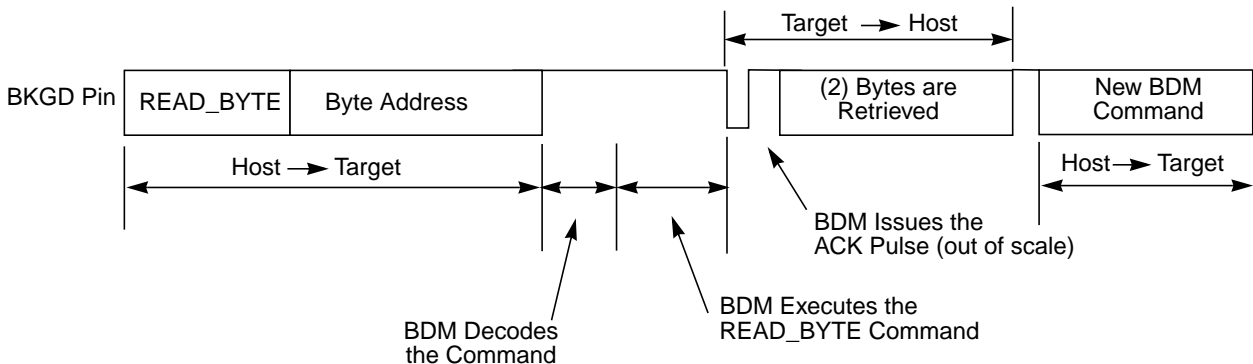 Target → Host
BKGD Pin
READ_BYTE
Byte Address
(2) Bytes are
Retrieved
New BDM
Command
Host → Target
Host → Target
BDM Issues the
ACK Pulse (out of scale)
BDM Decodes
the Command
BDM Executes the
READ_BYTE Command